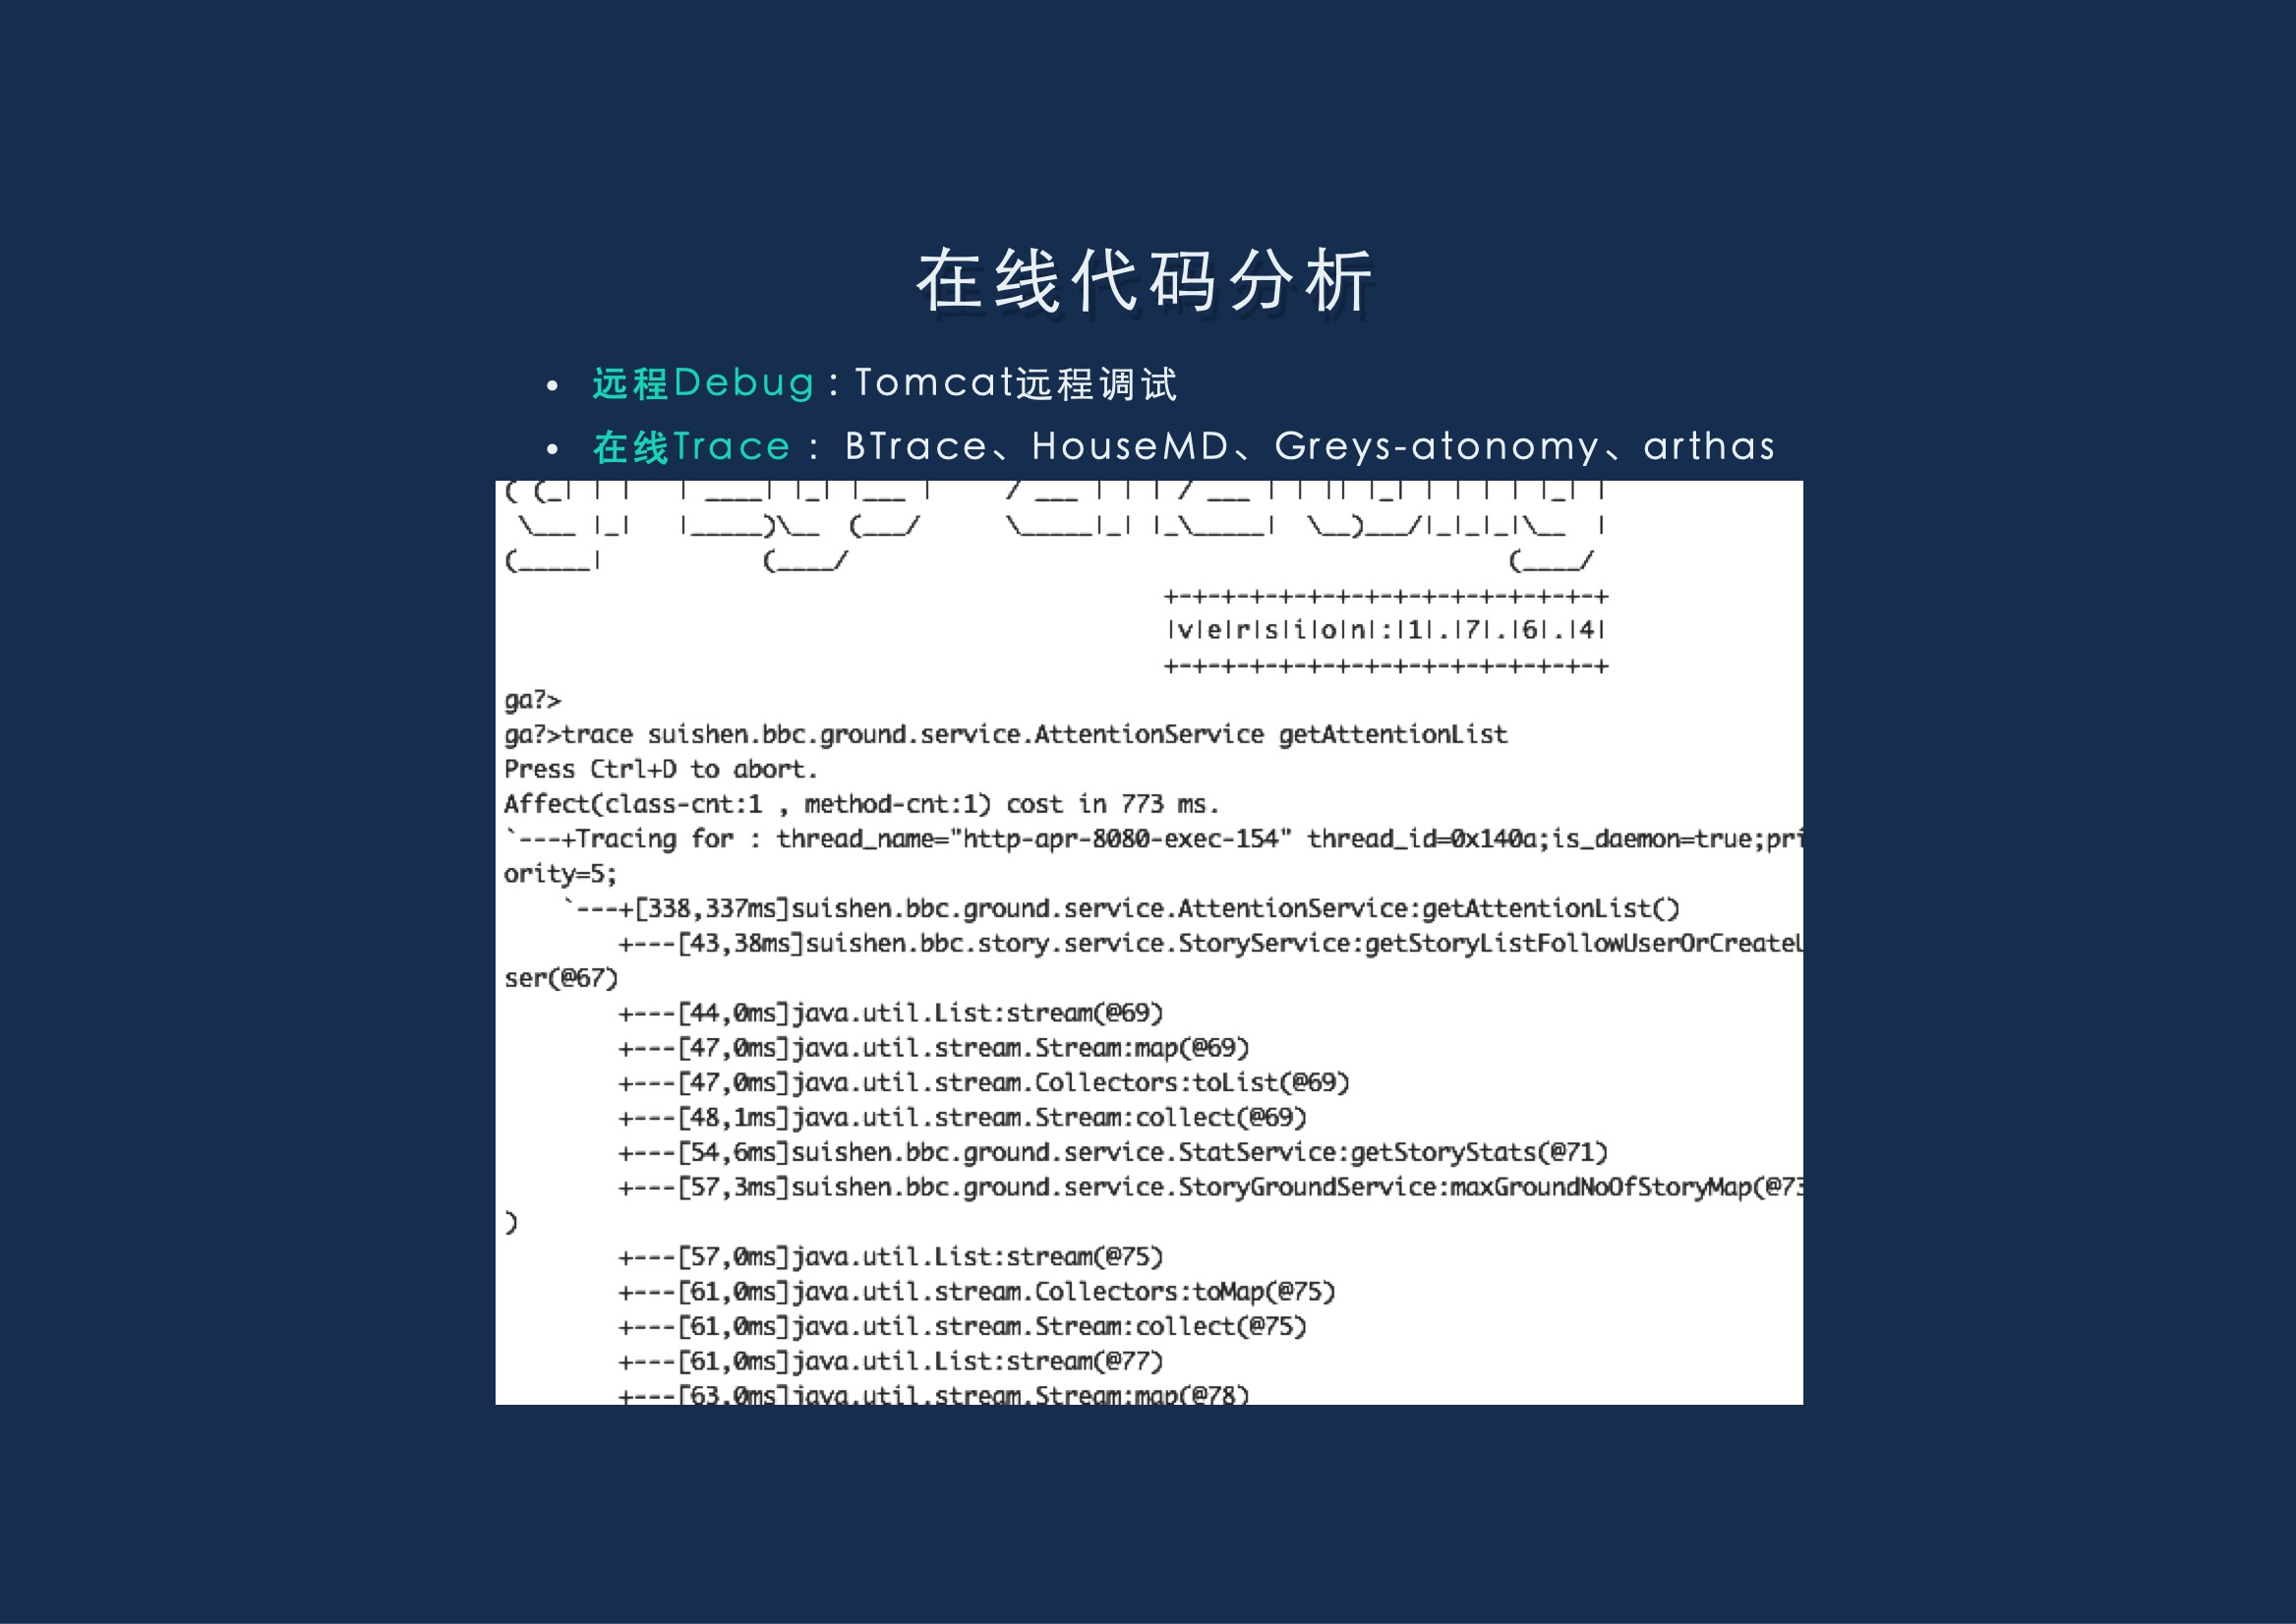 在线代码分析
• 远程Debug：Tomcat远程调试
• 在线Trace： BTrace、HouseMD、Greys-atonomy、arthas
+-+-+-+-+-+-+-+-+-+-+-+-+-+-+-+
|v|e|r|s|i|o|n|:|1|.|7|.|6|.|4|
+-+-+-+-+-+-+-+-+-+-+-+-+-+-+-+
ga?>
ga?>trace suishen.bbc.ground.service.AttentionService getAttentionList
Press Ctrl+D to abort.
Affect(class-cnt:1 , method-cnt:1) cost in 773 ms.
`---+Tracing for : thread_name="http-apr-8080-exec-154" thread_id=0x140a;is_daemon=true;pri
ority=5;
    `---+[338,337ms]suishen.bbc.ground.service.AttentionService:getAttentionList()
        +---[43,38ms]suishen.bbc.story.service.StoryService:getStoryListFollowUserOrCreateU
ser(@67)
        +---[44,0ms]java.util.List:stream(@69)
        +---[47,0ms]java.util.stream.Stream:map(@69)
        +---[47,0ms]java.util.stream.Collectors:toList(@69)
        +---[48,1ms]java.util.stream.Stream:collect(@69)
        +---[54,6ms]suishen.bbc.ground.service.StatService:getStoryStats(@71)
        +---[57,3ms]suishen.bbc.ground.service.StoryGroundService:maxGroundNoOfStoryMap(@73
)
        +---[57,0ms]java.util.List:stream(@75)
        +---[61,0ms]java.util.stream.Collectors:toMap(@75)
        +---[61,0ms]java.util.stream.Stream:collect(@75)
        +---[61,0ms]java.util.List:stream(@77)
        +---[63,0ms]java.util.stream.Stream:map(@78)